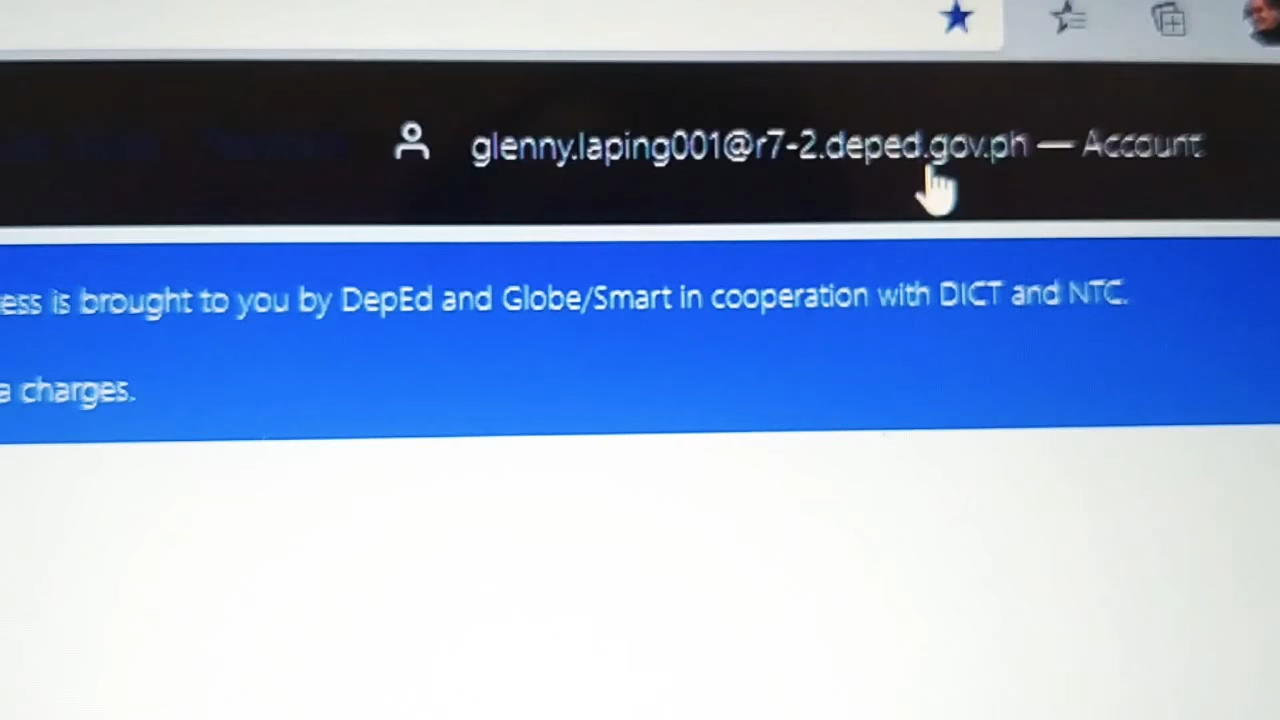 glenny.laping001@r7-2.deped.gov.ph — Account
ess is brought to you by DepEd and Globe/Smart in cooperation with DICT and NTC.
a charges.